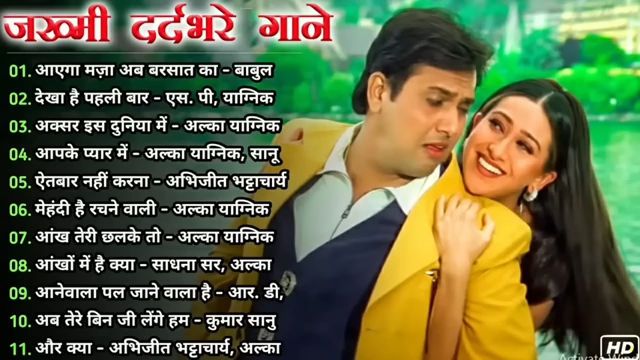 जख्मी दर्दभरे गाने
01. आएगा मज़ा अब बरसात का – बाबुल
02. देखा है पहली बार – एस. पी, याग्निक
03. अक्सर इस दुनिया में – अल्का याग्निक
04. आपके प्यार में – अल्का याग्निक, सानू
05. ऐतबार नहीं करना – अभिजीत भट्टाचार्य
06. मेहंदी है रचने वाली – अल्का याग्निक
07. आंख तेरी छलके तो – अल्का याग्निक
08. आंखों में है क्या – साधना सर, अल्का
09. आनेवाला पल जाने वाला है – आर. डी,
10. अब तेरे बिन जी लेंगे हम – कुमार सानु
11. और क्या – अभिजीत भट्टाचार्य, अल्का
HD